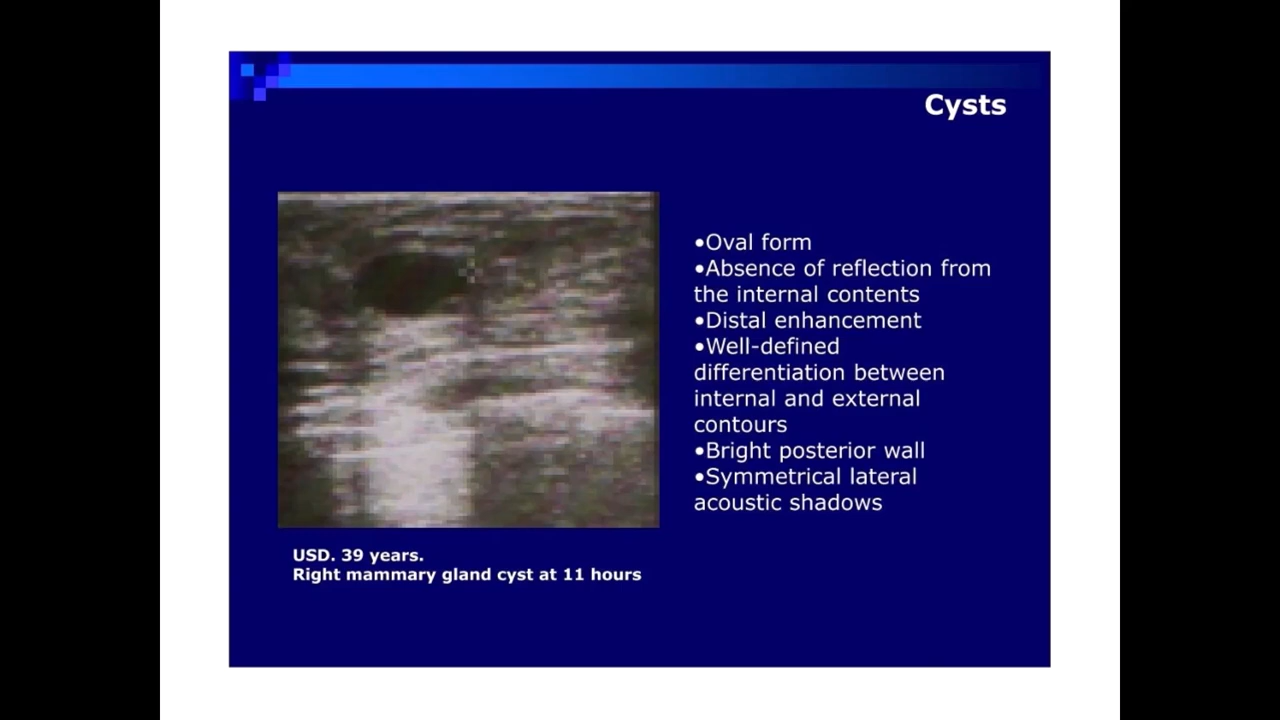 Cysts
•Oval form
•Absence of reflection from
the internal contents
•Distal enhancement
•Well-defined
differentiation between
internal and external
contours
•Bright posterior wall
•Symmetrical lateral
acoustic shadows
USD. 39 years.
Right mammary gland cyst at 11 hours